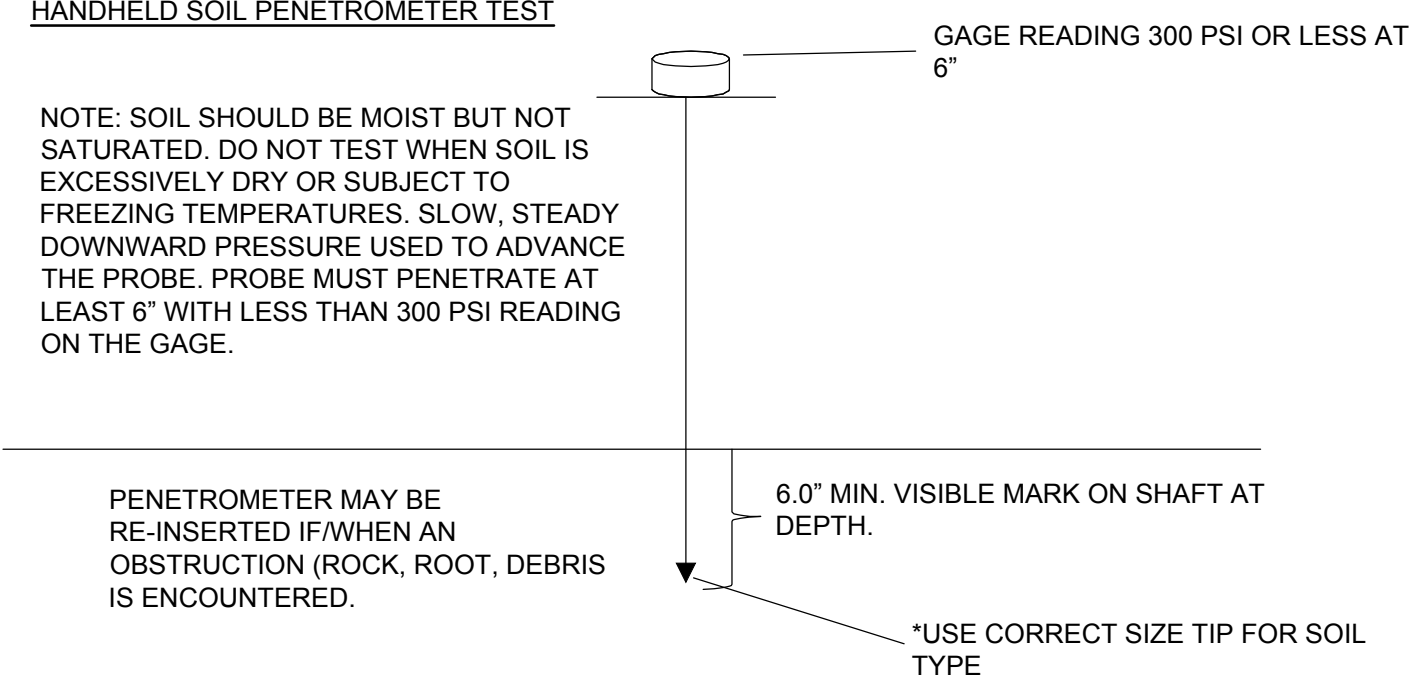 HANDHELD SOIL PENETROMETER TEST
GAGE READING 300 PSI OR LESS AT
6”
NOTE: SOIL SHOULD BE MOIST BUT NOT
SATURATED. DO NOT TEST WHEN SOIL IS
EXCESSIVELY DRY OR SUBJECT TO
FREEZING TEMPERATURES. SLOW, STEADY
DOWNWARD PRESSURE USED TO ADVANCE
THE PROBE. PROBE MUST PENETRATE AT
LEAST 6” WITH LESS THAN 300 PSI READING
ON THE GAGE.
PENETROMETER MAY BE
RE-INSERTED IF/WHEN AN
OBSTRUCTION (ROCK, ROOT, DEBRIS
IS ENCOUNTERED.
6.0” MIN. VISIBLE MARK ON SHAFT AT
DEPTH.
*USE CORRECT SIZE TIP FOR SOIL
TYPE